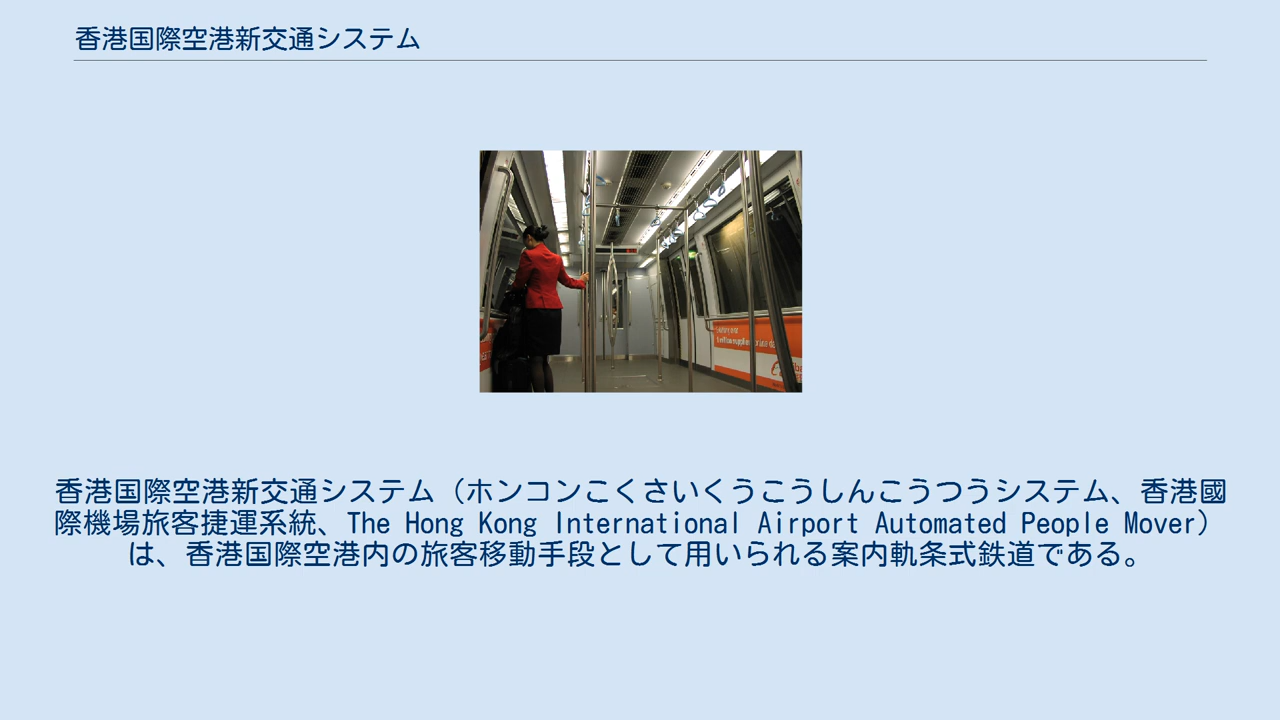 香港国際空港新交通システム
香港国際空港新交通システム（ホンコンこくさいくうこうしんこうつうシステム、香港國
際機場旅客捷運系統、The Hong Kong International Airport Automated People Mover）
は、香港国際空港内の旅客移動手段として用いられる案内軌条式鉄道である。